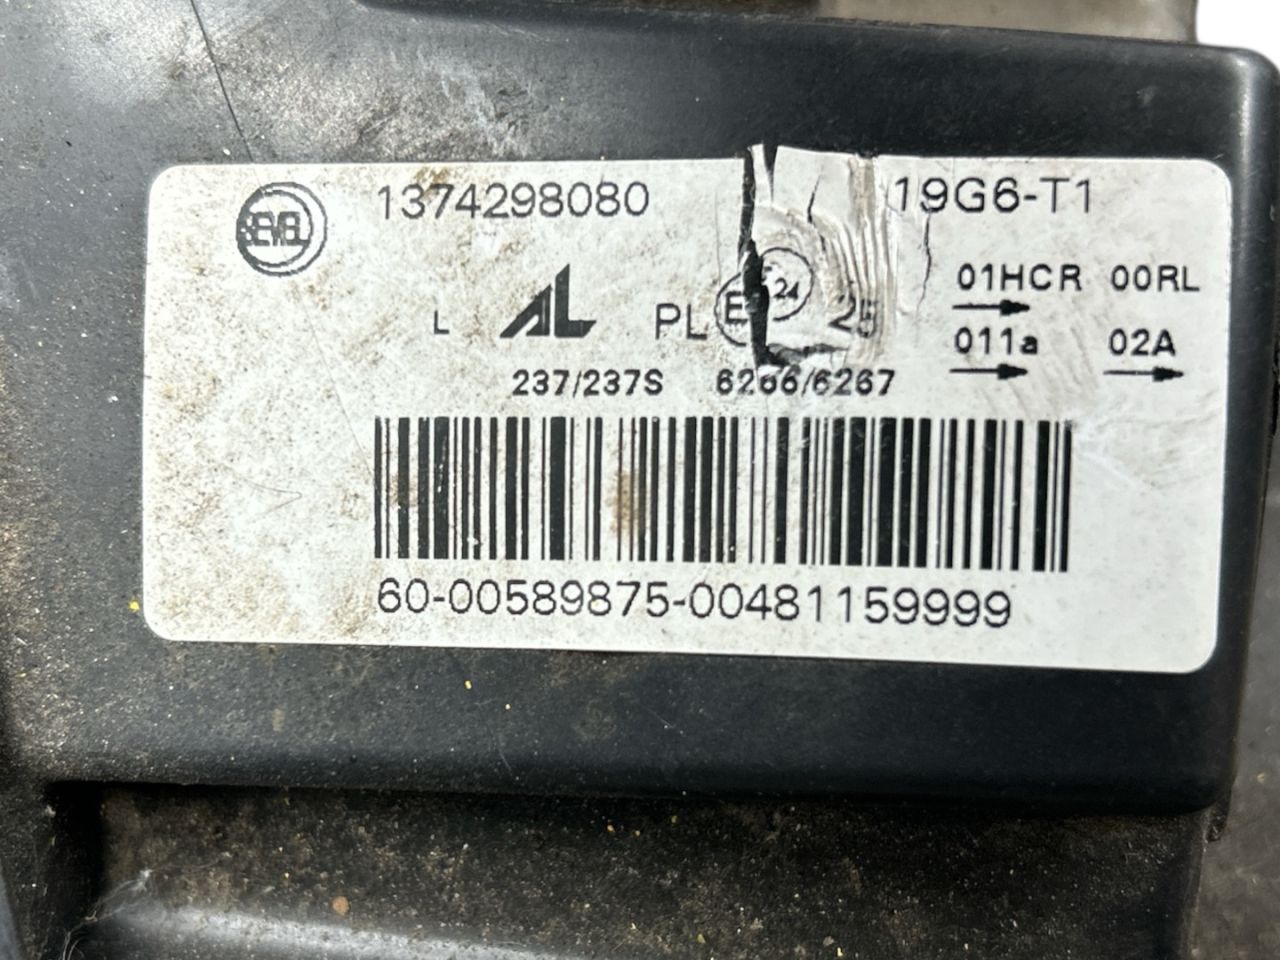 SEVEL 1374298080 19G6-T1
01HCR 00RL
L AL PL E 24 25
011a 02A
237/237S 6266/6267
60-00589875-00481159999